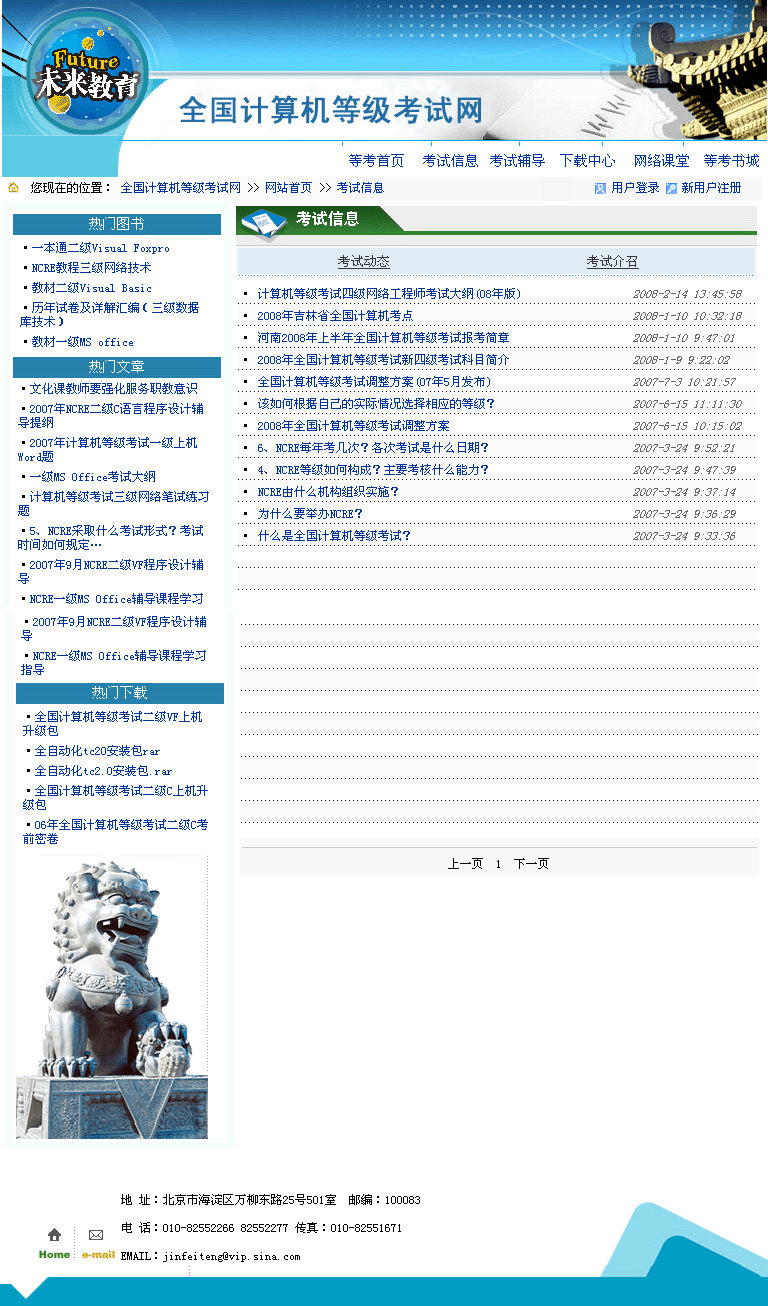 Future
未来教育
全国计算机等级考试网
WWW
等考首页 考试信息 考试辅导 下载中心 网络课堂 等考书城
您现在的位置： 全国计算机等级考试网 >> 网站首页 >> 考试信息 用户登录 新用户注册
热门图书
·一本通二级Visual Foxpro
·NCRE教程三级网络技术
·教材二级Visual Basic
·历年试卷及详解汇编（三级数据
库技术）
·教材一级MS office
热门文章
·文化课教师要强化服务职教意识
·2007年NCRE二级C语言程序设计辅
导提纲
·2007年计算机等级考试一级上机
Word题
·一级MS Office考试大纲
·计算机等级考试三级网络笔试练习
题
·5、NCRE采取什么考试形式？考试
时间如何规定…
·2007年9月NCRE二级VF程序设计辅
导
·NCRE一级MS Office辅导课程学习
·2007年9月NCRE二级VF程序设计辅
导
·NCRE一级MS Office辅导课程学习
指导
热门下载
·全国计算机等级考试二级VF上机
升级包
·全自动化tc20安装包rar
·全自动化tc2.0安装包.rar
·全国计算机等级考试二级C上机升
级包
·06年全国计算机等级考试二级C考
前密卷
考试信息
考试动态 考试介召
· 计算机等级考试四级网络工程师考试大纲(08年版) 2008-2-14 13:45:58
· 2008年吉林省全国计算机考点 2008-1-10 10:32:18
· 河南2008年上半年全国计算机等级考试报考简章 2008-1-10 9:47:01
· 2008年全国计算机等级考试新四级考试科目简介 2008-1-9 9:22:02
· 全国计算机等级考试调整方案(07年5月发布) 2007-7-3 10:21:57
· 该如何根据自己的实际情况选择相应的等级？ 2007-6-15 11:11:30
· 2008年全国计算机等级考试调整方案 2007-6-15 10:15:02
· 6、NCRE每年考几次？各次考试是什么日期？ 2007-3-24 9:52:21
· 4、NCRE等级如何构成？主要考核什么能力？ 2007-3-24 9:47:39
· NCRE由什么机构组织实施？ 2007-3-24 9:37:14
· 为什么要举办NCRE？ 2007-3-24 9:36:29
· 什么是全国计算机等级考试？ 2007-3-24 9:33:36
上一页 1 下一页
地 址：北京市海淀区万柳东路25号501室 邮编：100083
电 话：010-82552266 82552277 传真：010-82551671
Home e-mail EMAIL：jinfeiteng@vip.sina.com